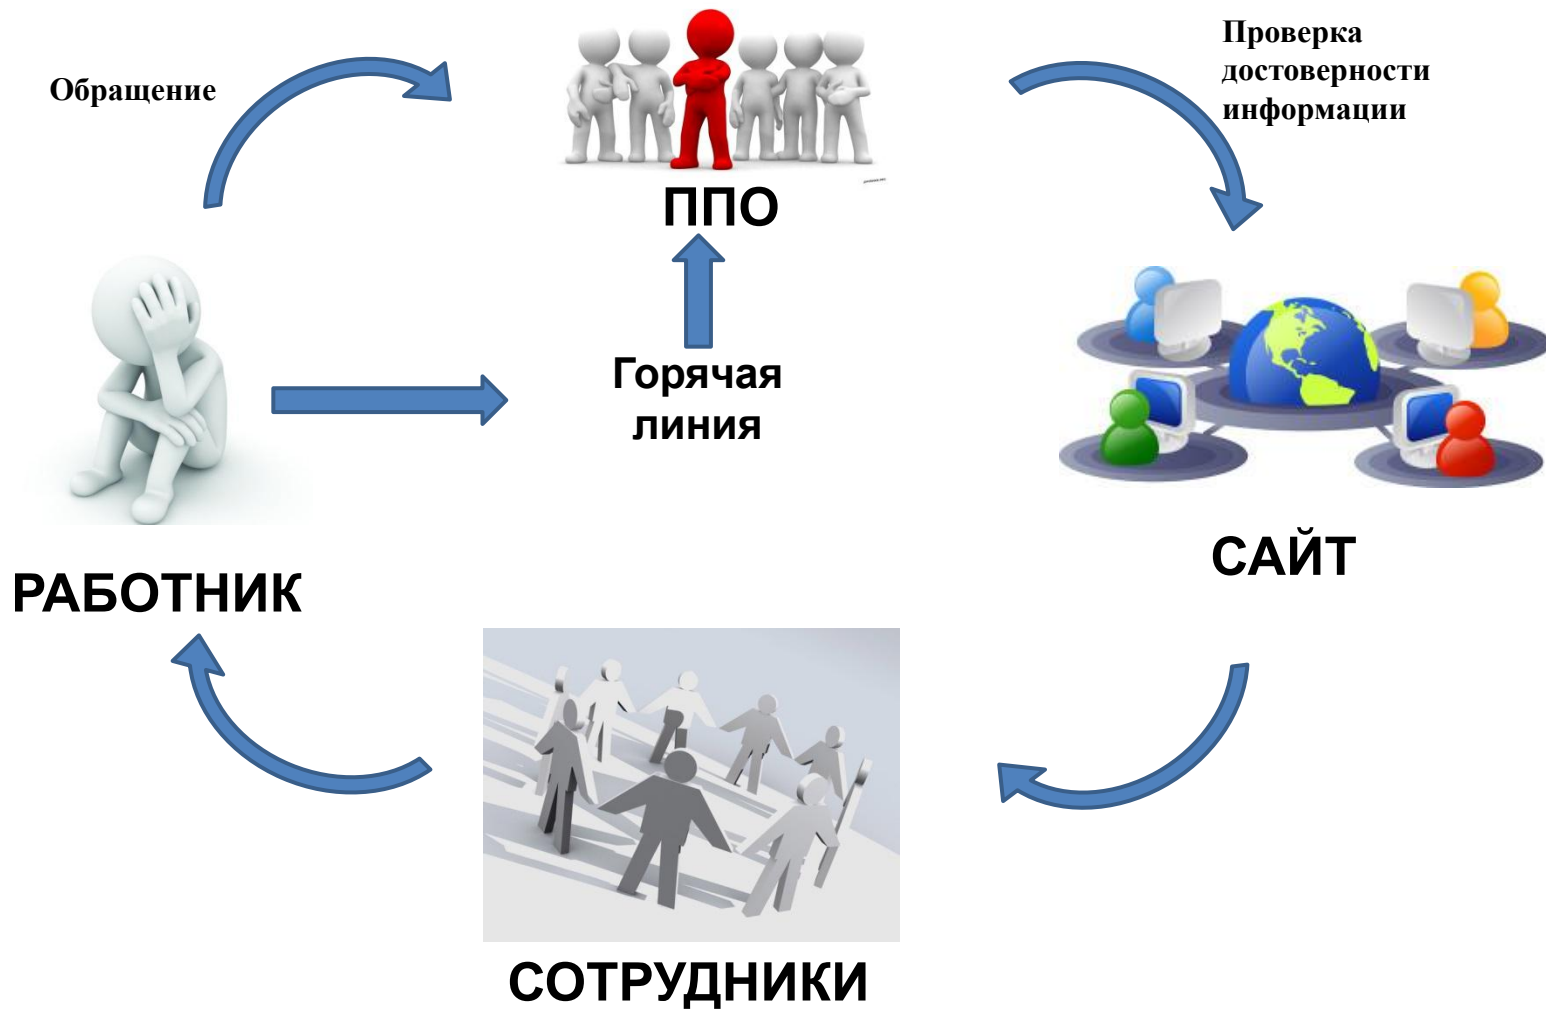 Обращение
Проверка
достоверности
информации
ППО
Горячая
линия
САЙТ
РАБОТНИК
СОТРУДНИКИ